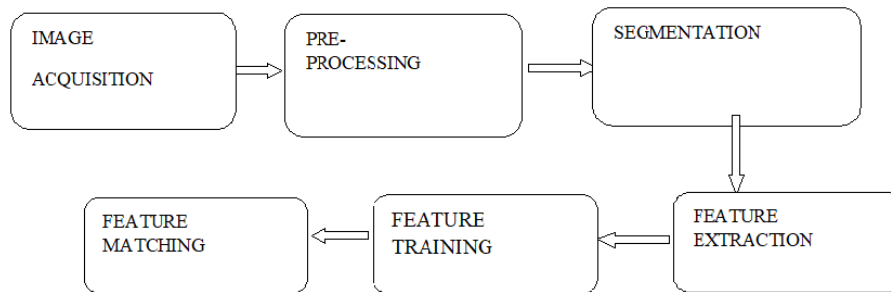 IMAGE
ACQUISITION
PRE-
PROCESSING
SEGMENTATION
FEATURE
EXTRACTION
FEATURE
TRAINING
FEATURE
MATCHING